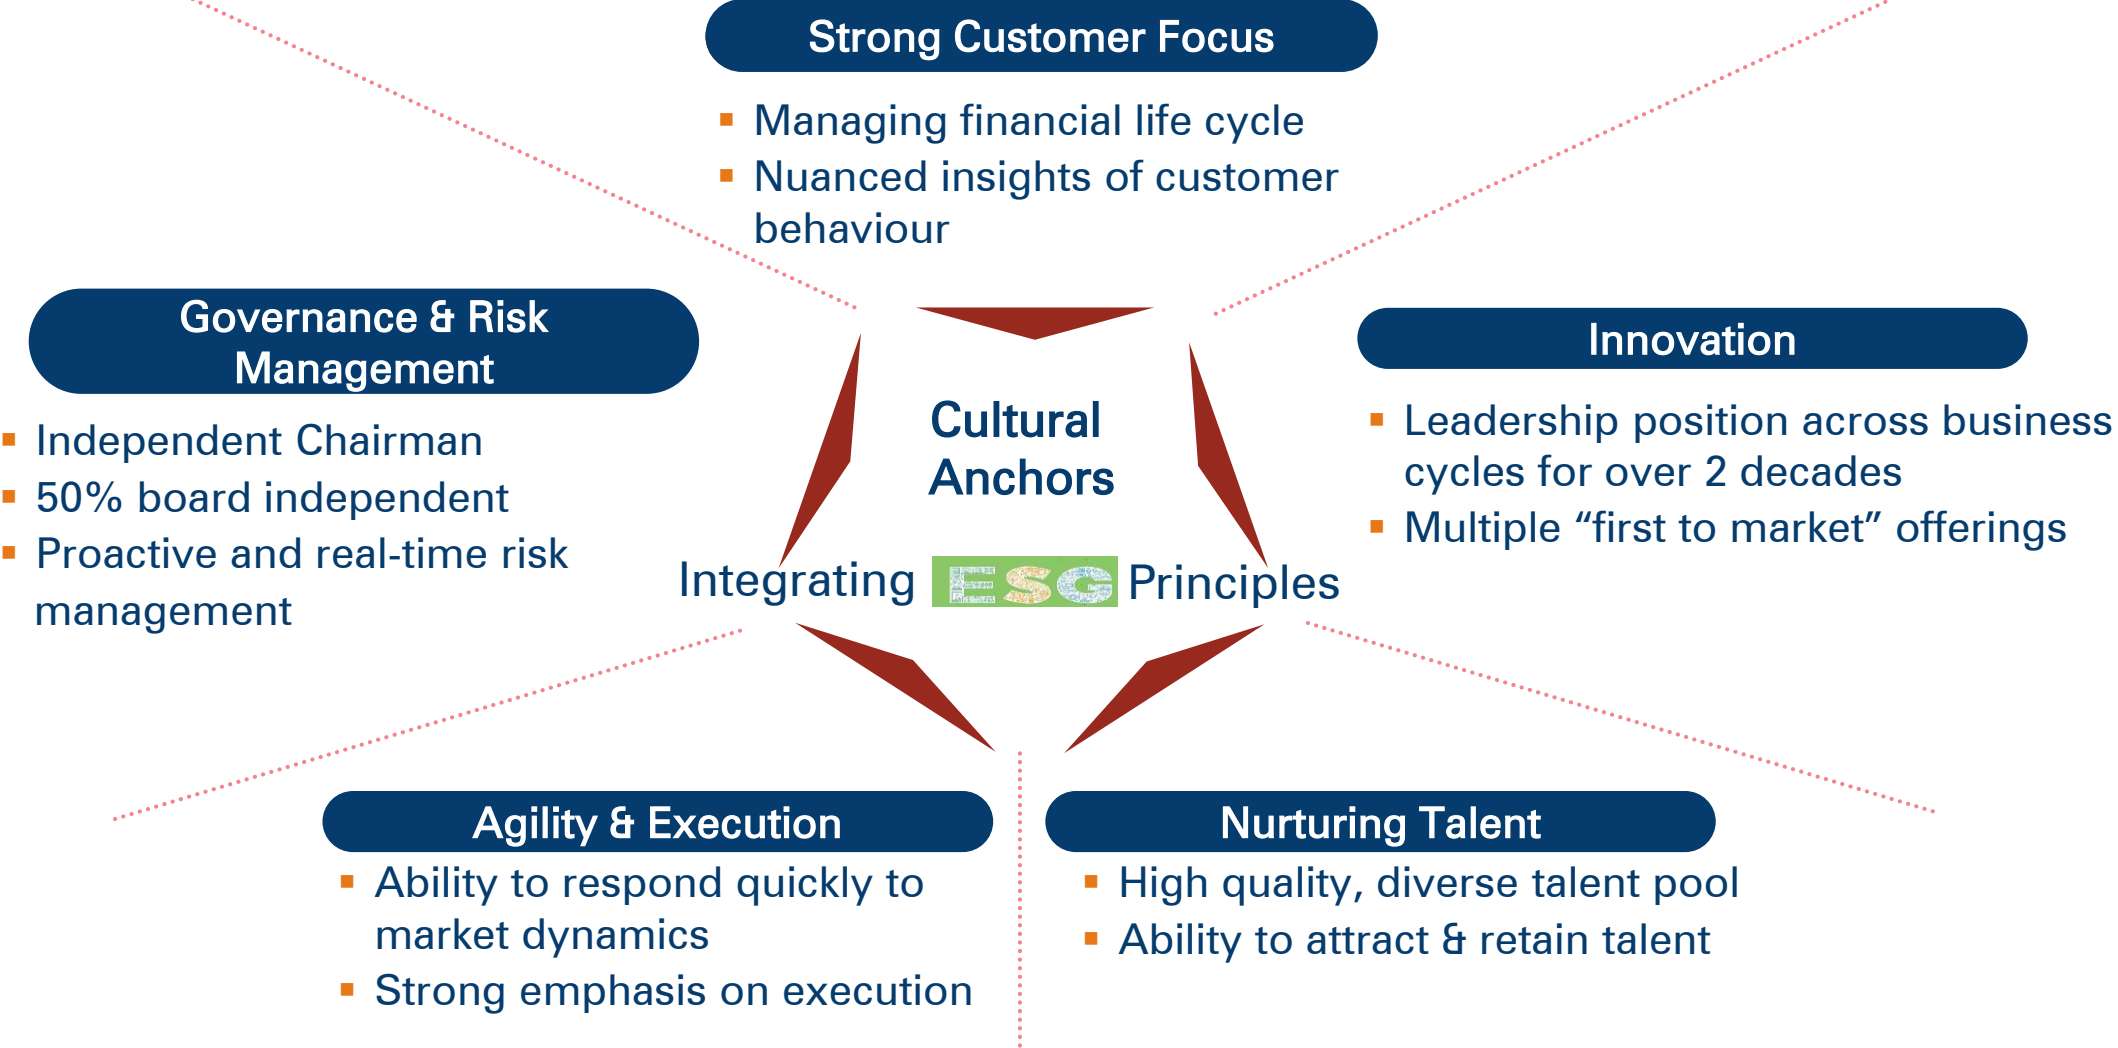 Strong Customer Focus
▪ Managing financial life cycle
▪ Nuanced insights of customer
behaviour
Governance & Risk
Management
▪ Independent Chairman
▪ 50% board independent
▪ Proactive and real-time risk
management
Innovation
▪ Leadership position across business
cycles for over 2 decades
▪ Multiple “first to market” offerings
Cultural
Anchors
Integrating ESG Principles
Agility & Execution
▪ Ability to respond quickly to
market dynamics
▪ Strong emphasis on execution
Nurturing Talent
▪ High quality, diverse talent pool
▪ Ability to attract & retain talent